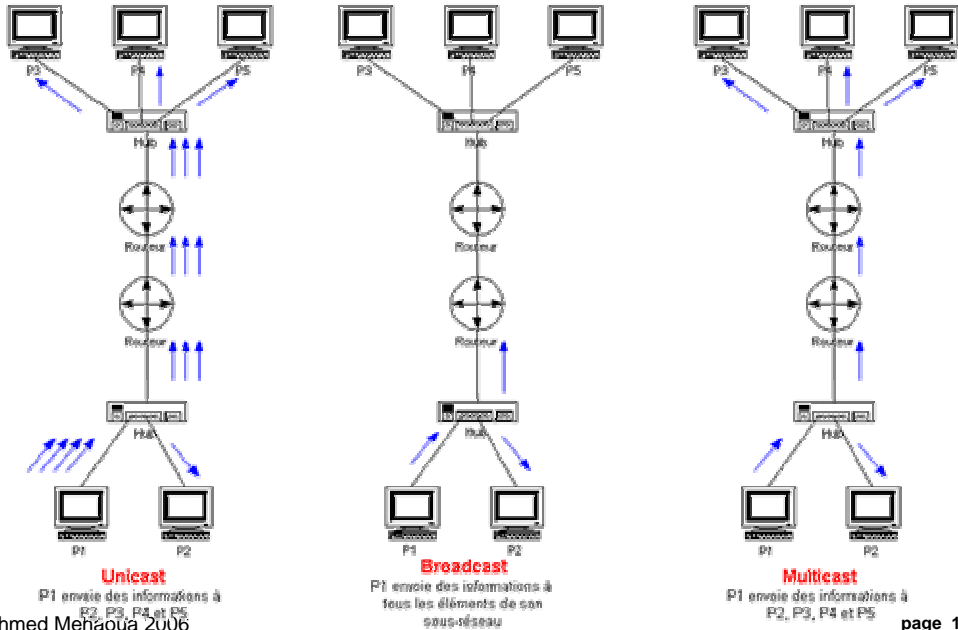 P3 P4 P5
Hub
Routeur
Routeur
Hub
P1 P2
Unicast
P1 envoie des informations à
P2, P3, P4 et P5
P3 P4 P5
Hub
Routeur
Routeur
Hub
P1 P2
Broadcast
P1 envoie des informations à
tous les éléments de son
sous-réseau
P3 P4 P5
Hub
Routeur
Routeur
Hub
P1 P2
Multicast
P1 envoie des informations à
P2, P3, P4 et P5
hmed Mehaoua 2006
page 1